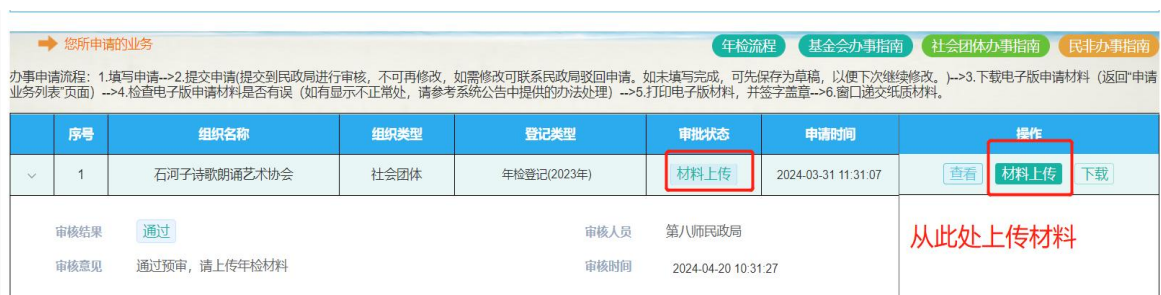 您所申请的业务
年检流程 基金会办事指南 社会团体办事指南 民非办事指南
办事申请流程：1.填写申请-->2.提交申请(提交到民政局进行审核，不可再修改，如需修改可联系民政局驳回申请。如未填写完成，可先保存为草稿，以便下次继续修改。)-->3.下载电子版申请材料（返回“申请
业务列表”页面）-->4.检查电子版申请材料是否有误（如有显示不正常处，请参考系统公告中提供的办法处理）-->5.打印电子版材料，并签字盖章-->6.窗口递交纸质材料。
序号 组织名称 组织类型 登记类型 审批状态 申请时间 操作
1 石河子诗歌朗诵艺术协会 社会团体 年检登记(2023年) 材料上传 2024-03-31 11:31:07 查看 材料上传 下载
审核结果 通过 审核人员 第八师民政局
从此处上传材料
审核意见 通过预审，请上传年检材料 审核时间 2024-04-20 10:31:27